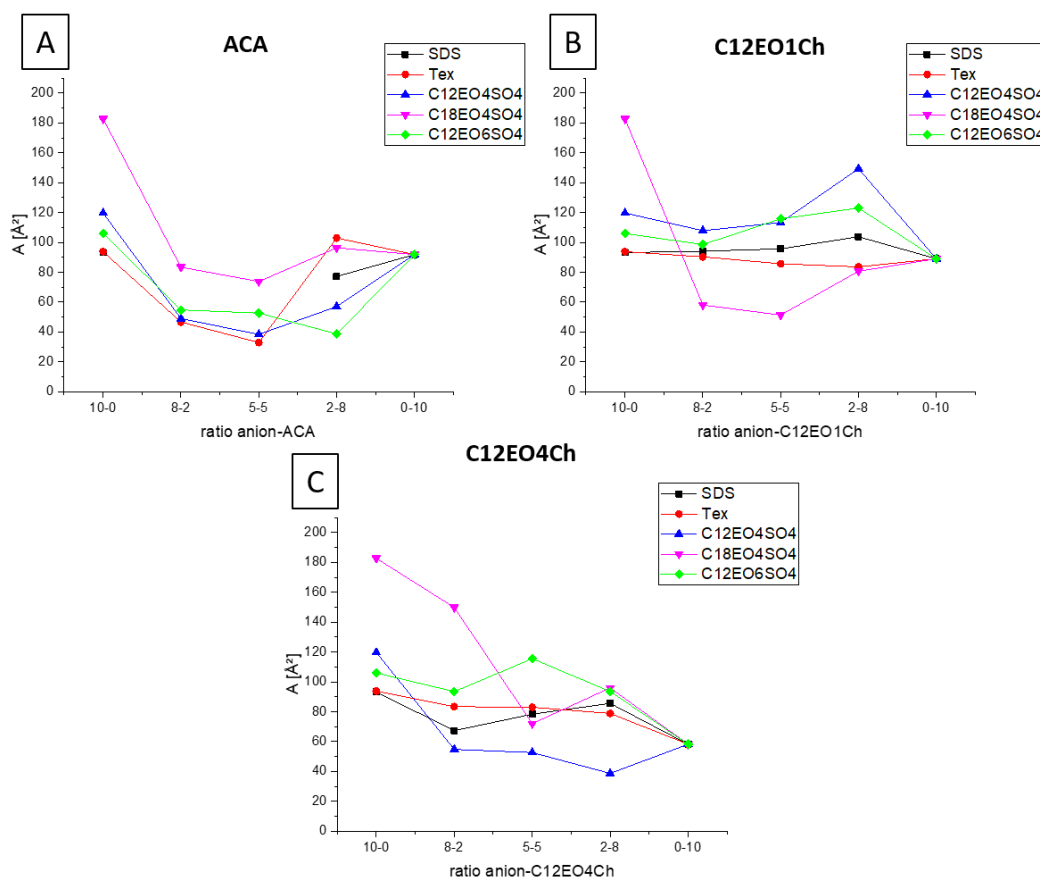 A
ACA
SDS
Tex
C12EO4SO4
C18EO4SO4
C12EO6SO4
A [Å²]
200
180
160
140
120
100
80
60
40
20
0
10-0 8-2 5-5 2-8 0-10
ratio anion-ACA
B
C12EO1Ch
SDS
Tex
C12EO4SO4
C18EO4SO4
C12EO6SO4
A [Å²]
200
180
160
140
120
100
80
60
40
20
0
10-0 8-2 5-5 2-8 0-10
ratio anion-C12EO1Ch
C
C12EO4Ch
SDS
Tex
C12EO4SO4
C18EO4SO4
C12EO6SO4
A [Å²]
200
180
160
140
120
100
80
60
40
20
0
10-0 8-2 5-5 2-8 0-10
ratio anion-C12EO4Ch